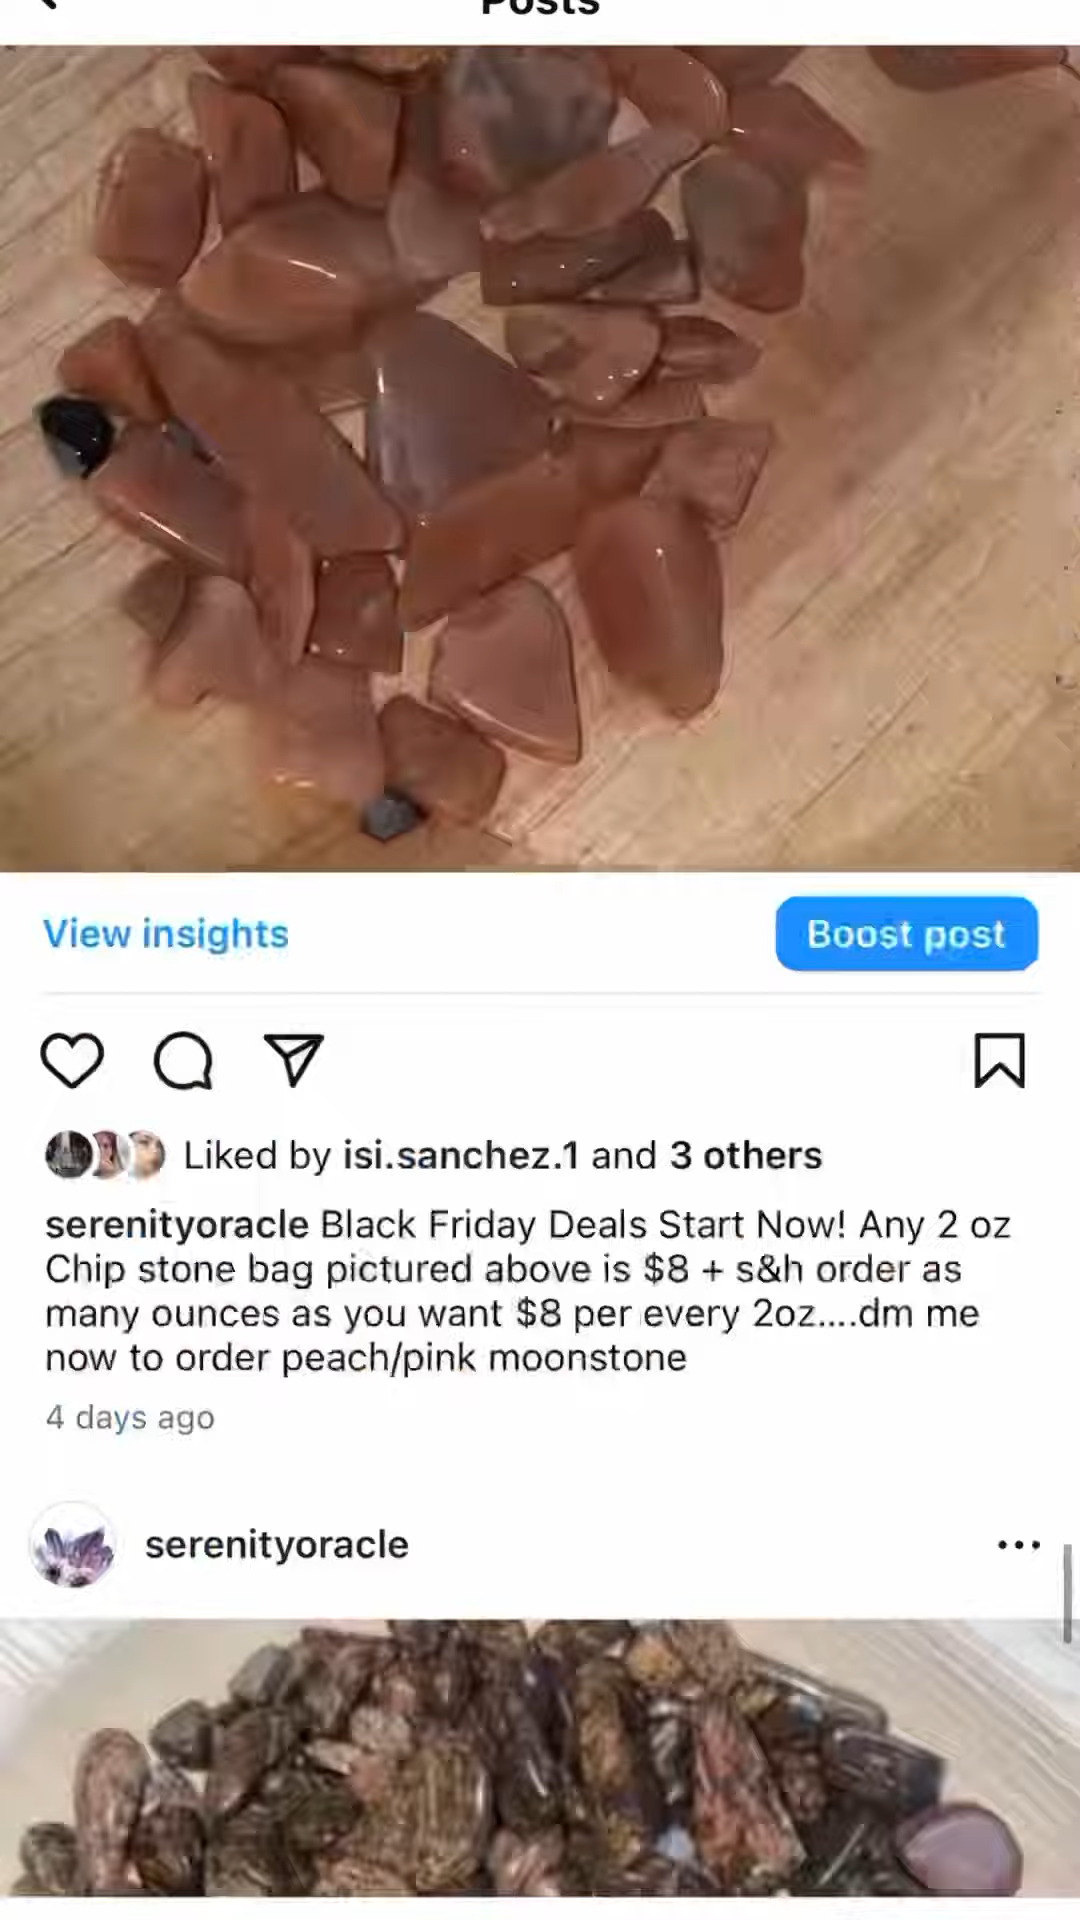 Posts
View insights
Boost post
Liked by isi.sanchez.1 and 3 others
serenityoracle Black Friday Deals Start Now! Any 2 oz
Chip stone bag pictured above is $8 + s&h order as
many ounces as you want $8 per every 2oz....dm me
now to order peach/pink moonstone
4 days ago
serenityoracle